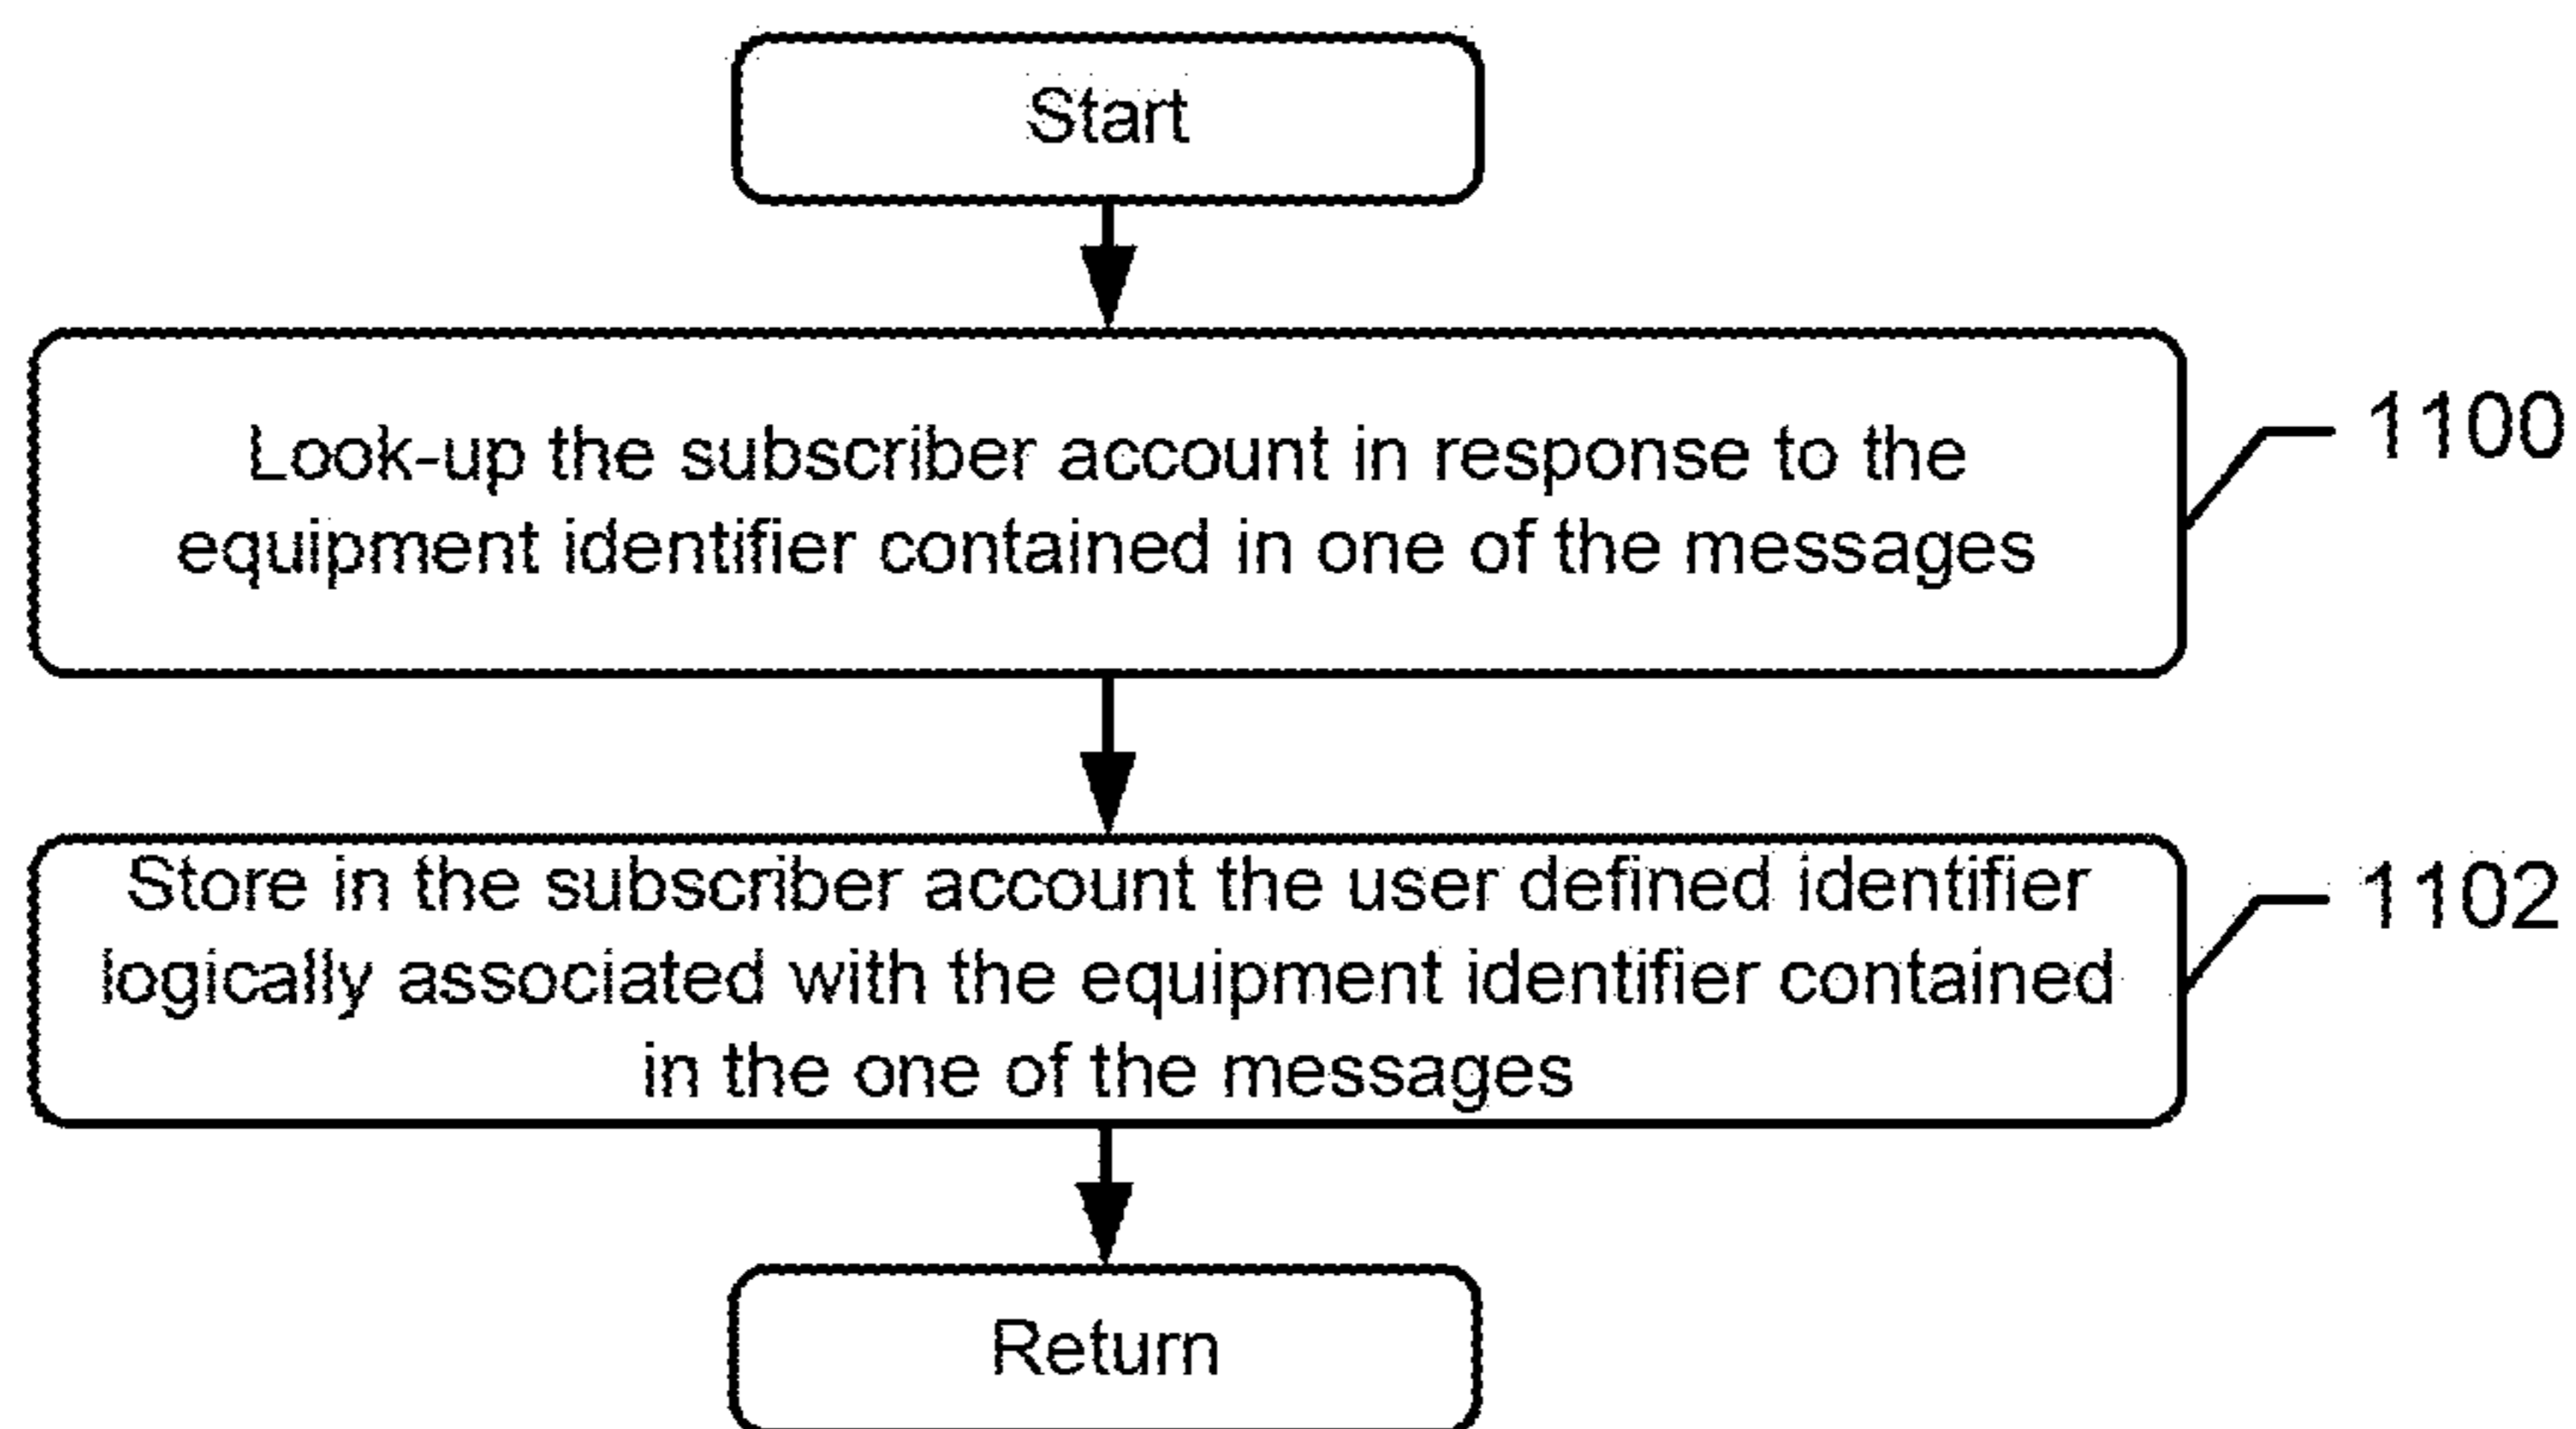 Start
Look-up the subscriber account in response to the
equipment identifier contained in one of the messages
1100
Store in the subscriber account the user defined identifier
logically associated with the equipment identifier contained
in the one of the messages
1102
Return